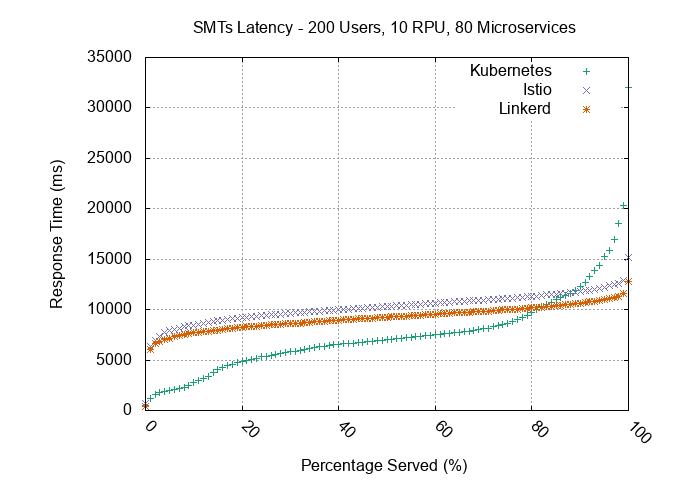 SMTs Latency - 200 Users, 10 RPU, 80 Microservices
Kubernetes
Istio
Linkerd
Response Time (ms)
35000
30000
25000
20000
15000
10000
5000
0
0
20
40
60
80
100
Percentage Served (%)